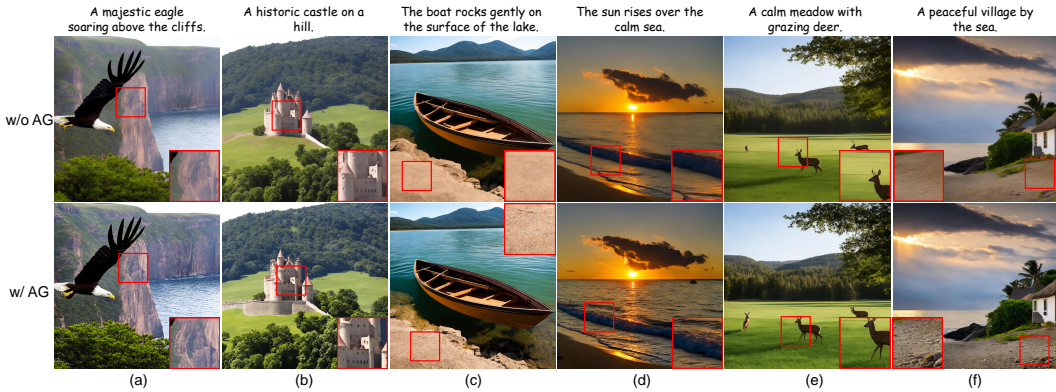 A majestic eagle
soaring above the cliffs.
A historic castle on a
hill.
The boat rocks gently on
the surface of the lake.
The sun rises over the
calm sea.
A calm meadow with
grazing deer.
A peaceful village by
the sea.
w/o AG
w/ AG
(a) (b) (c) (d) (e) (f)